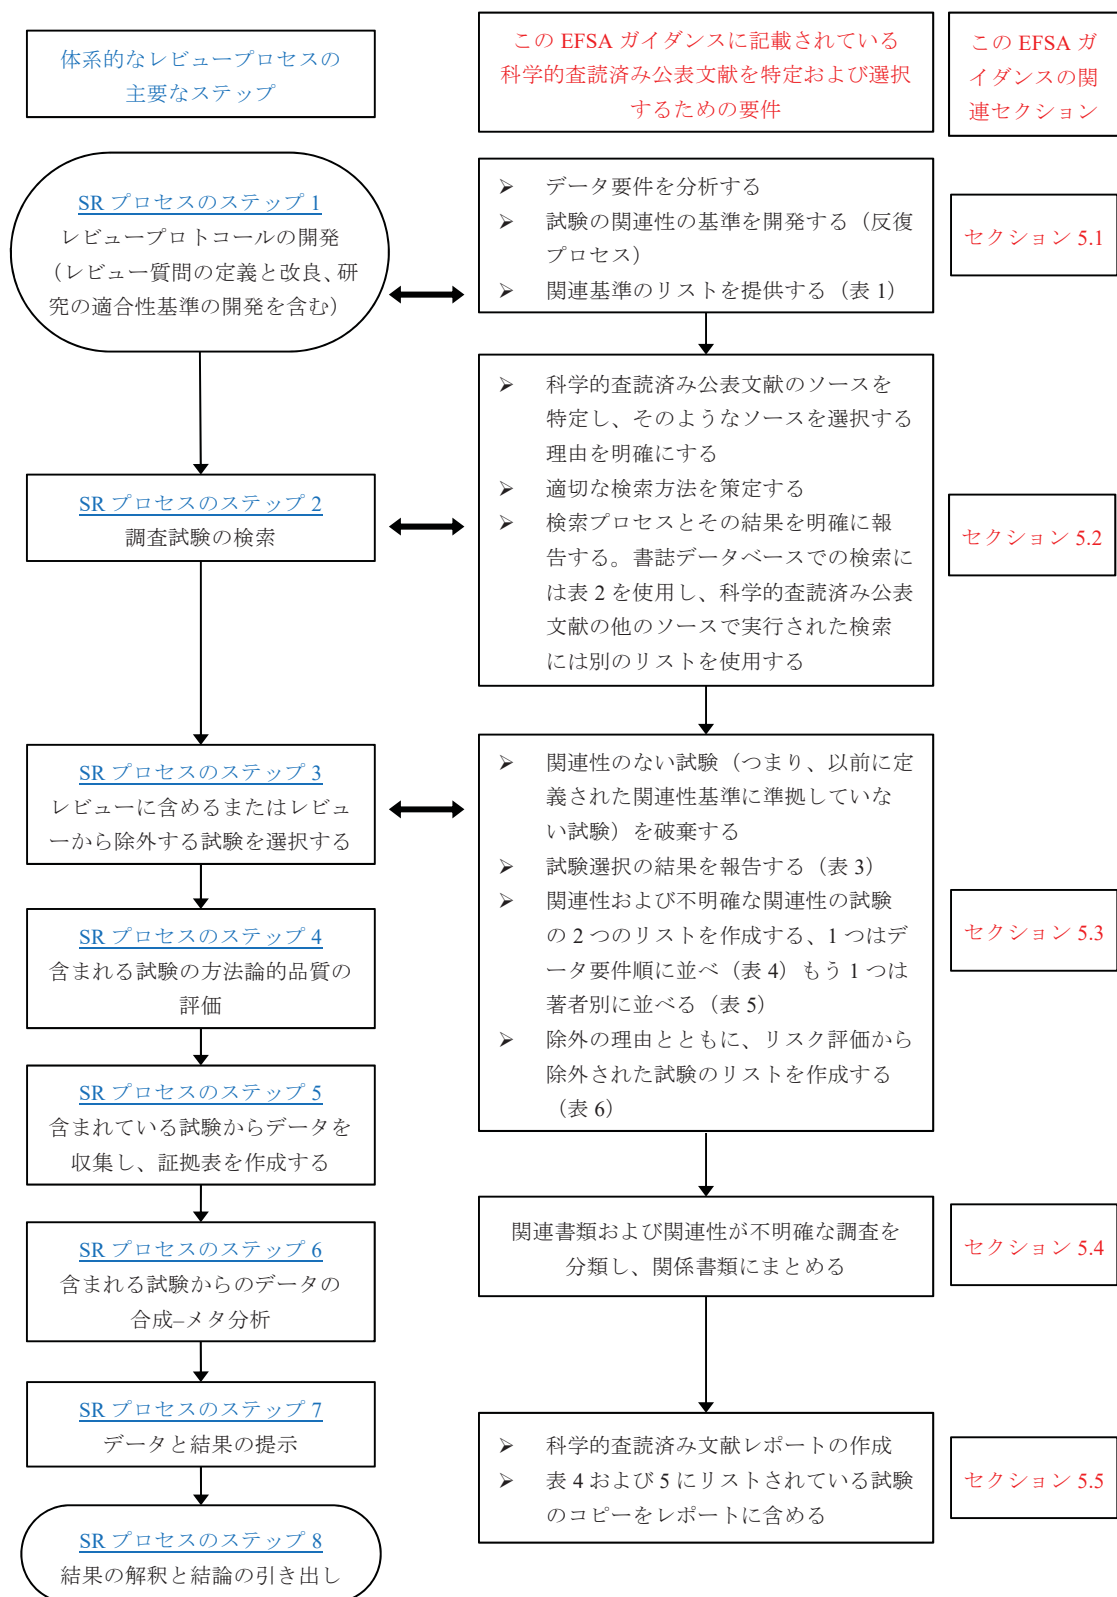 体系的なレビュープロセスの
主要なステップ
この EFSA ガイダンスに記載されている
科学的査読済み公表文献を特定および選択
するための要件
この EFSA ガ
イダンスの関
連セクション
SR プロセスのステップ 1
レビュープロトコールの開発
（レビュー質問の定義と改良、研
究の適合性基準の開発を含む）
➢ データ要件を分析する
➢ 試験の関連性の基準を開発する（反復
プロセス）
➢ 関連基準のリストを提供する（表 1）
セクション 5.1
SR プロセスのステップ 2
調査試験の検索
➢ 科学的査読済み公表文献のソースを
特定し、そのようなソースを選択する
理由を明確にする
➢ 適切な検索方法を策定する
➢ 検索プロセスとその結果を明確に報
告する。書誌データベースでの検索に
は表 2 を使用し、科学的査読済み公表
文献の他のソースで実行された検索
には別のリストを使用する
セクション 5.2
SR プロセスのステップ 3
レビューに含めるまたはレビュ
ーから除外する試験を選択する
➢ 関連性のない試験（つまり、以前に定
義された関連性基準に準拠していな
い試験）を破棄する
➢ 試験選択の結果を報告する（表 3）
➢ 関連性および不明確な関連性の試験
の 2 つのリストを作成する、1 つはデ
ータ要件順に並べ（表 4）もう 1 つは
著者別に並べる（表 5）
➢ 除外の理由とともに、リスク評価から
除外された試験のリストを作成する
（表 6）
セクション 5.3
SR プロセスのステップ 4
含まれる試験の方法論的品質の
評価
SR プロセスのステップ 5
含まれている試験からデータを
収集し、証拠表を作成する
SR プロセスのステップ 6
含まれる試験からのデータの
合成–メタ分析
関連書類および関連性が不明確な調査を
分類し、関係書類にまとめる
セクション 5.4
SR プロセスのステップ 7
データと結果の提示
➢ 科学的査読済み文献レポートの作成
➢ 表 4 および 5 にリストされている試験
のコピーをレポートに含める
セクション 5.5
SR プロセスのステップ 8
結果の解釈と結論の引き出し